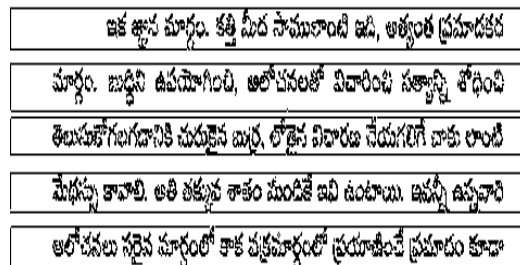 ఇక జ్ఞాన మార్గం. కత్తి మీద సాములాంటి ఇది, అత్యంత ప్రమాదకర
మార్గం. బుద్ధిని ఉపయోగించి, ఆలోచనలతో విచారించి సత్యాన్ని శోధించి
తెలుసుకోగలగడానికి చురుకైన బుర్ర, లోతైన విచారణ చేయగలిగే చాకు లాంటి
మేధస్సు కావాలి. అతి తక్కువ శాతం మందికే ఇవి ఉంటాయి. ఇవన్నీ ఉన్నవారి
ఆలోచనలు సరైన మార్గంలో కాక వక్రమార్గంలో ప్రయాణించే ప్రమాదం కూడా